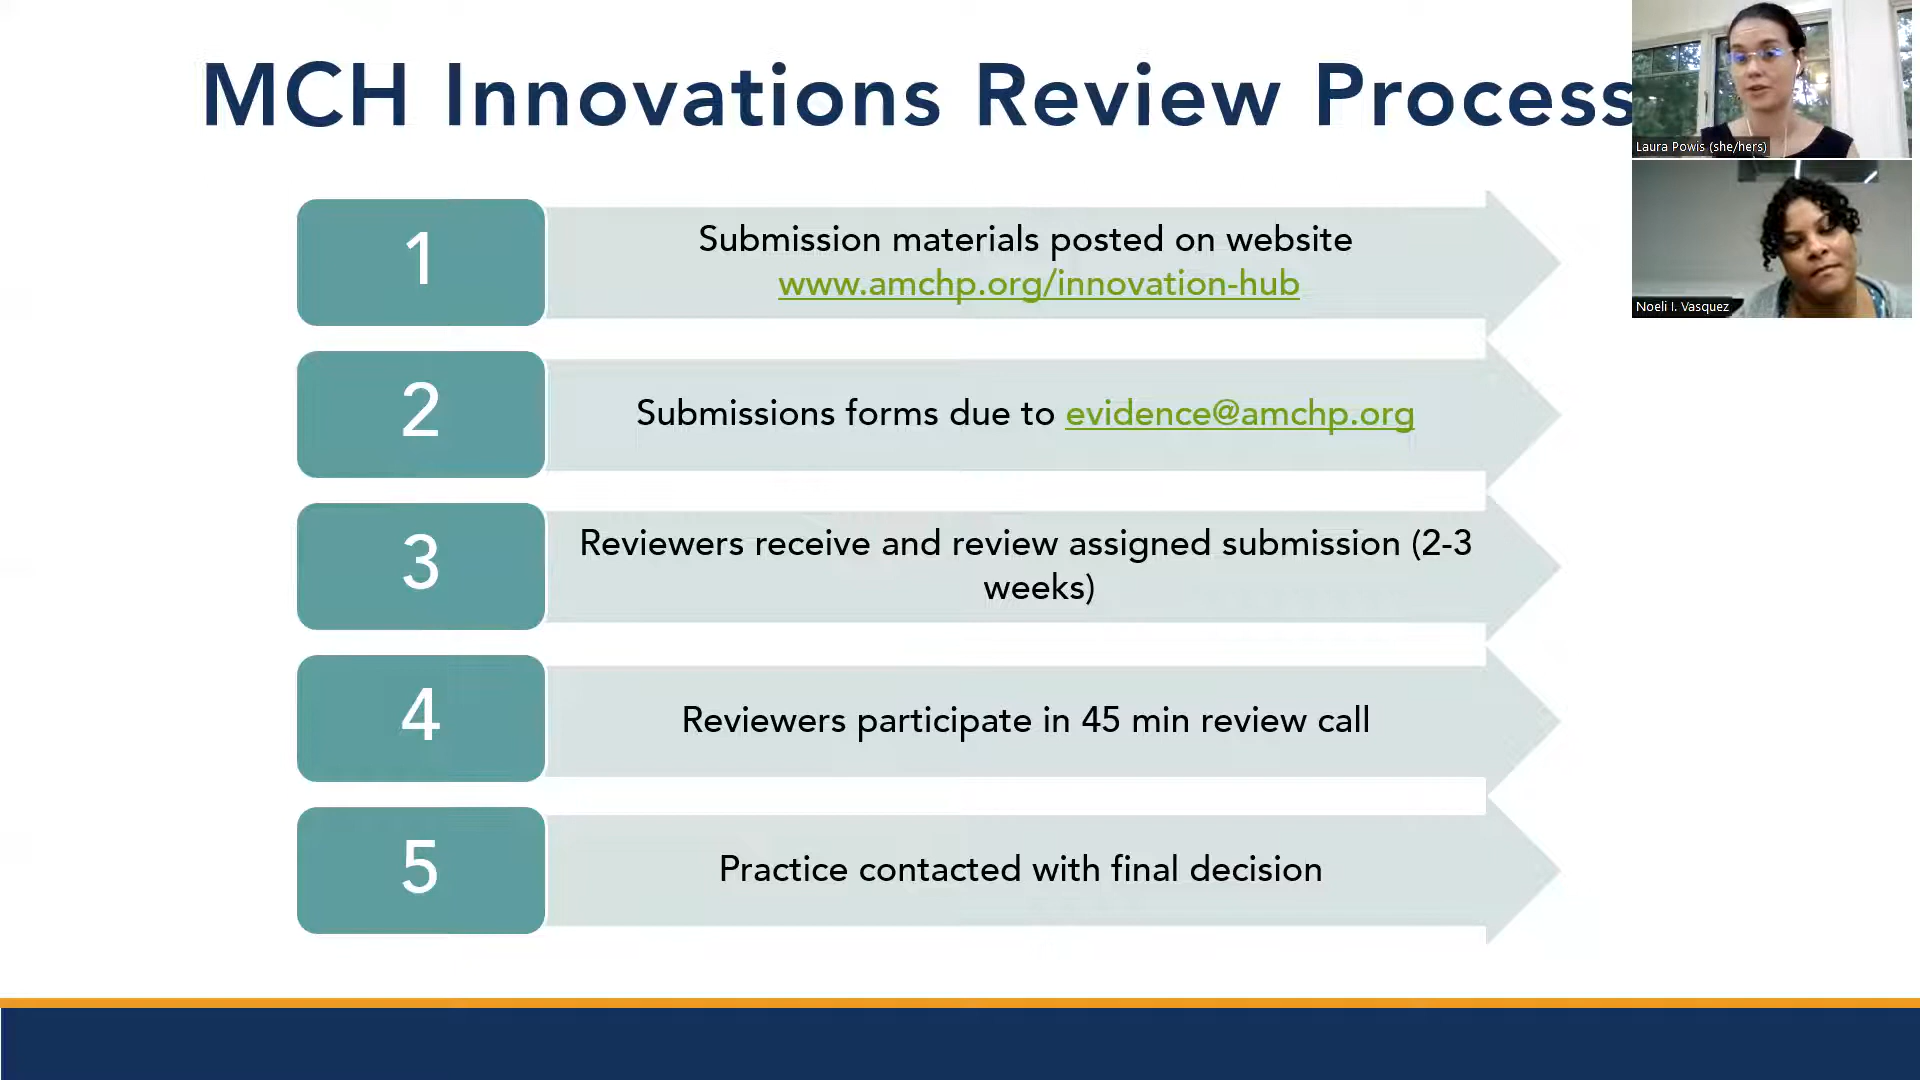 MCH Innovations Review Process
Laura Powis (she/hers)
Noeli I. Vasquez
1
Submission materials posted on website
www.amchp.org/innovation-hub
2
Submissions forms due to evidence@amchp.org
3
Reviewers receive and review assigned submission (2-3
weeks)
4
Reviewers participate in 45 min review call
5
Practice contacted with final decision